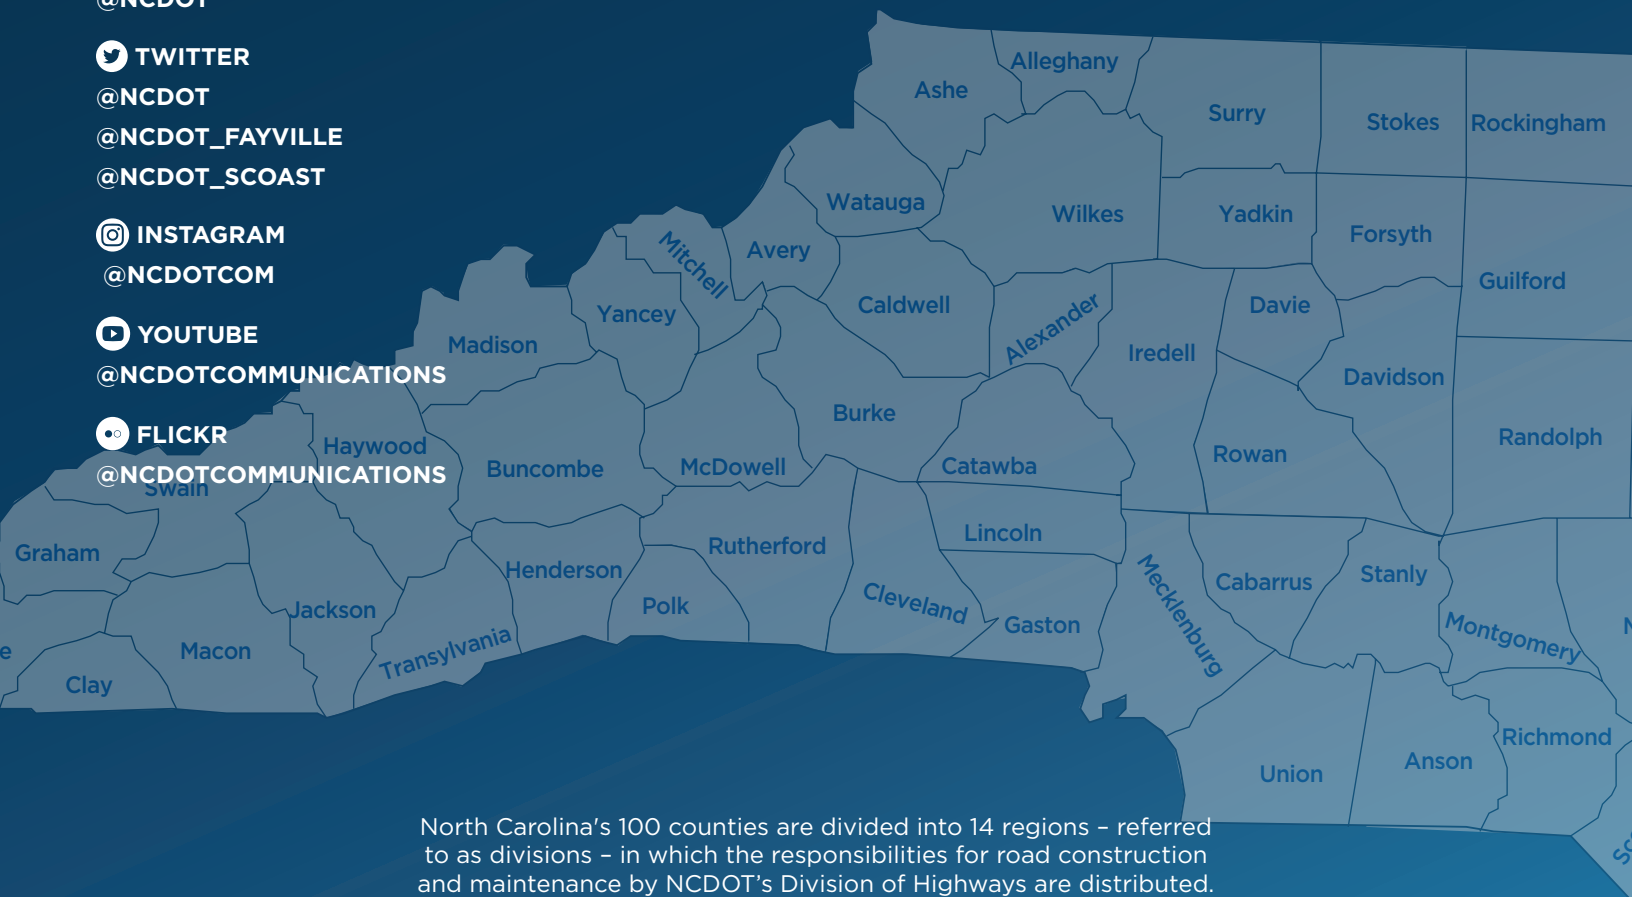 @NCDOT
TWITTER
@NCDOT
@NCDOT_FAYVILLE
@NCDOT_SCOAST
INSTAGRAM
@NCDOTCOM
YOUTUBE
@NCDOTCOMMUNICATIONS
FLICKR
@NCDOTCOMMUNICATIONS
Alleghany
Ashe
Surry
Stokes
Rockingham
Watauga
Wilkes
Yadkin
Forsyth
Mitchell
Avery
Guilford
Yancey
Caldwell
Alexander
Davie
Madison
Iredell
Davidson
Burke
Randolph
Haywood
Buncombe
McDowell
Catawba
Rowan
Swain
Graham
Lincoln
Rutherford
Henderson
Mecklenburg
Cabarrus
Stanly
Jackson
Polk
Cleveland
Gaston
Montgomery
Macon
Transylvania
Clay
Richmond
Union
Anson
North Carolina's 100 counties are divided into 14 regions – referred
to as divisions – in which the responsibilities for road construction
and maintenance by NCDOT’s Division of Highways are distributed.